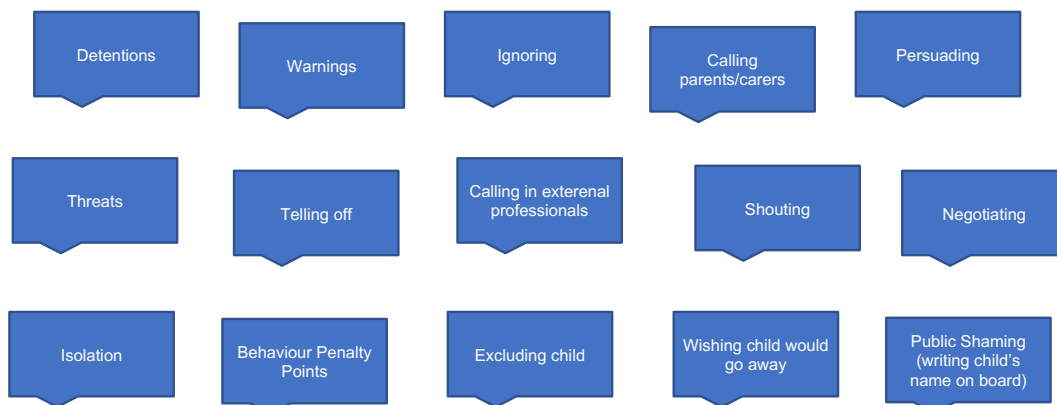 Detentions
Warnings
Ignoring
Calling
parents/carers
Persuading
Threats
Telling off
Calling in exterenal
professionals
Shouting
Negotiating
Isolation
Behaviour Penalty
Points
Excluding child
Wishing child would
go away
Public Shaming
(writing child's
name on board)